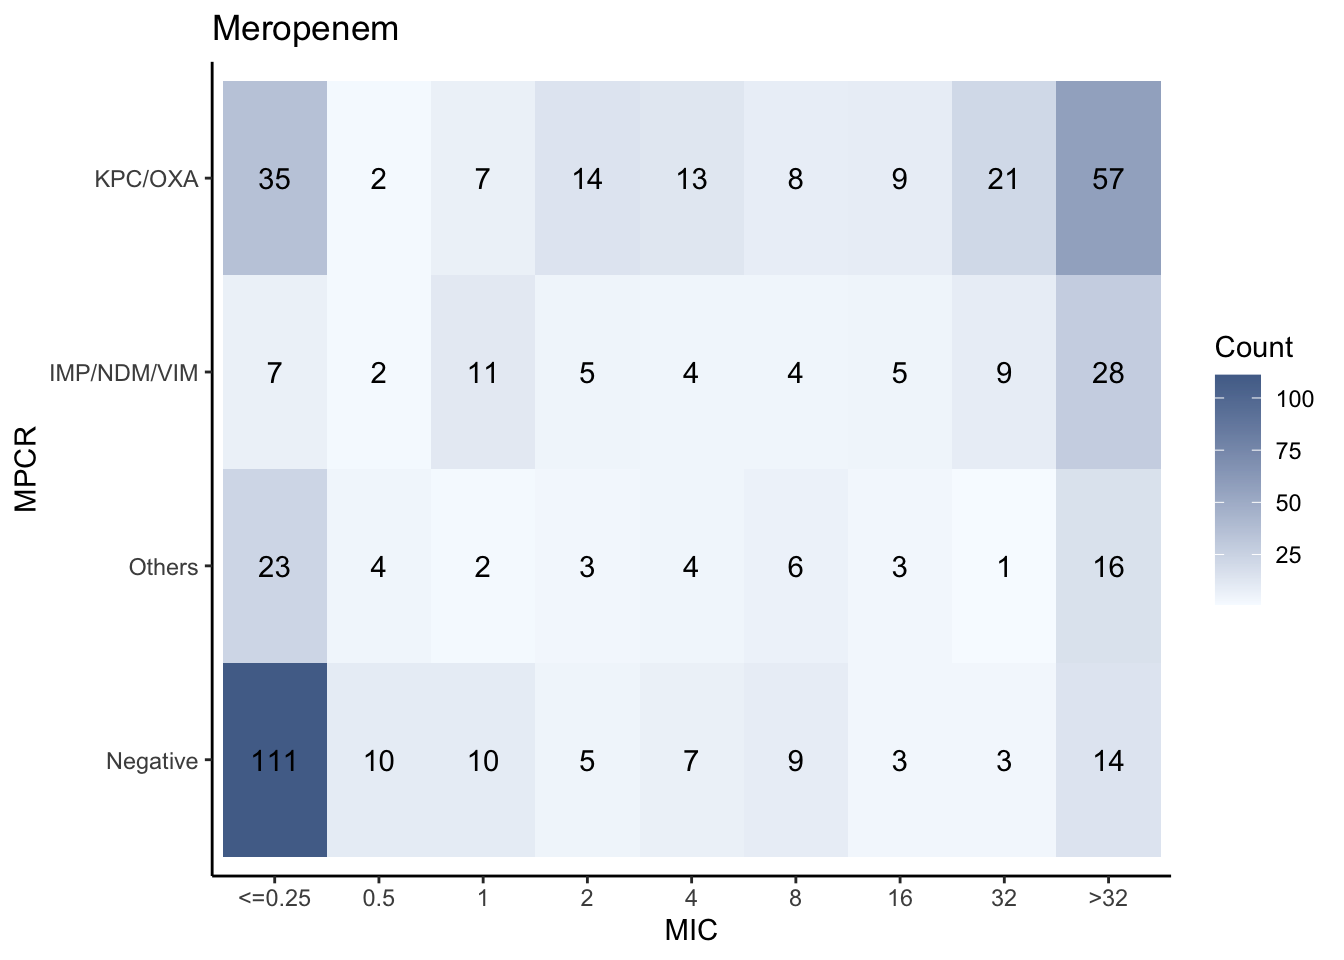 Meropenem
KPC/OXA 35 2 7 14 13 8 9 21 57
IMP/NDM/VIM 7 2 11 5 4 4 5 9 28
Others 23 4 2 3 4 6 3 1 16
Negative 111 10 10 5 7 9 3 3 14
<=0.25 0.5 1 2 4 8 16 32 >32
MIC
MPCR
Count
100
75
50
25